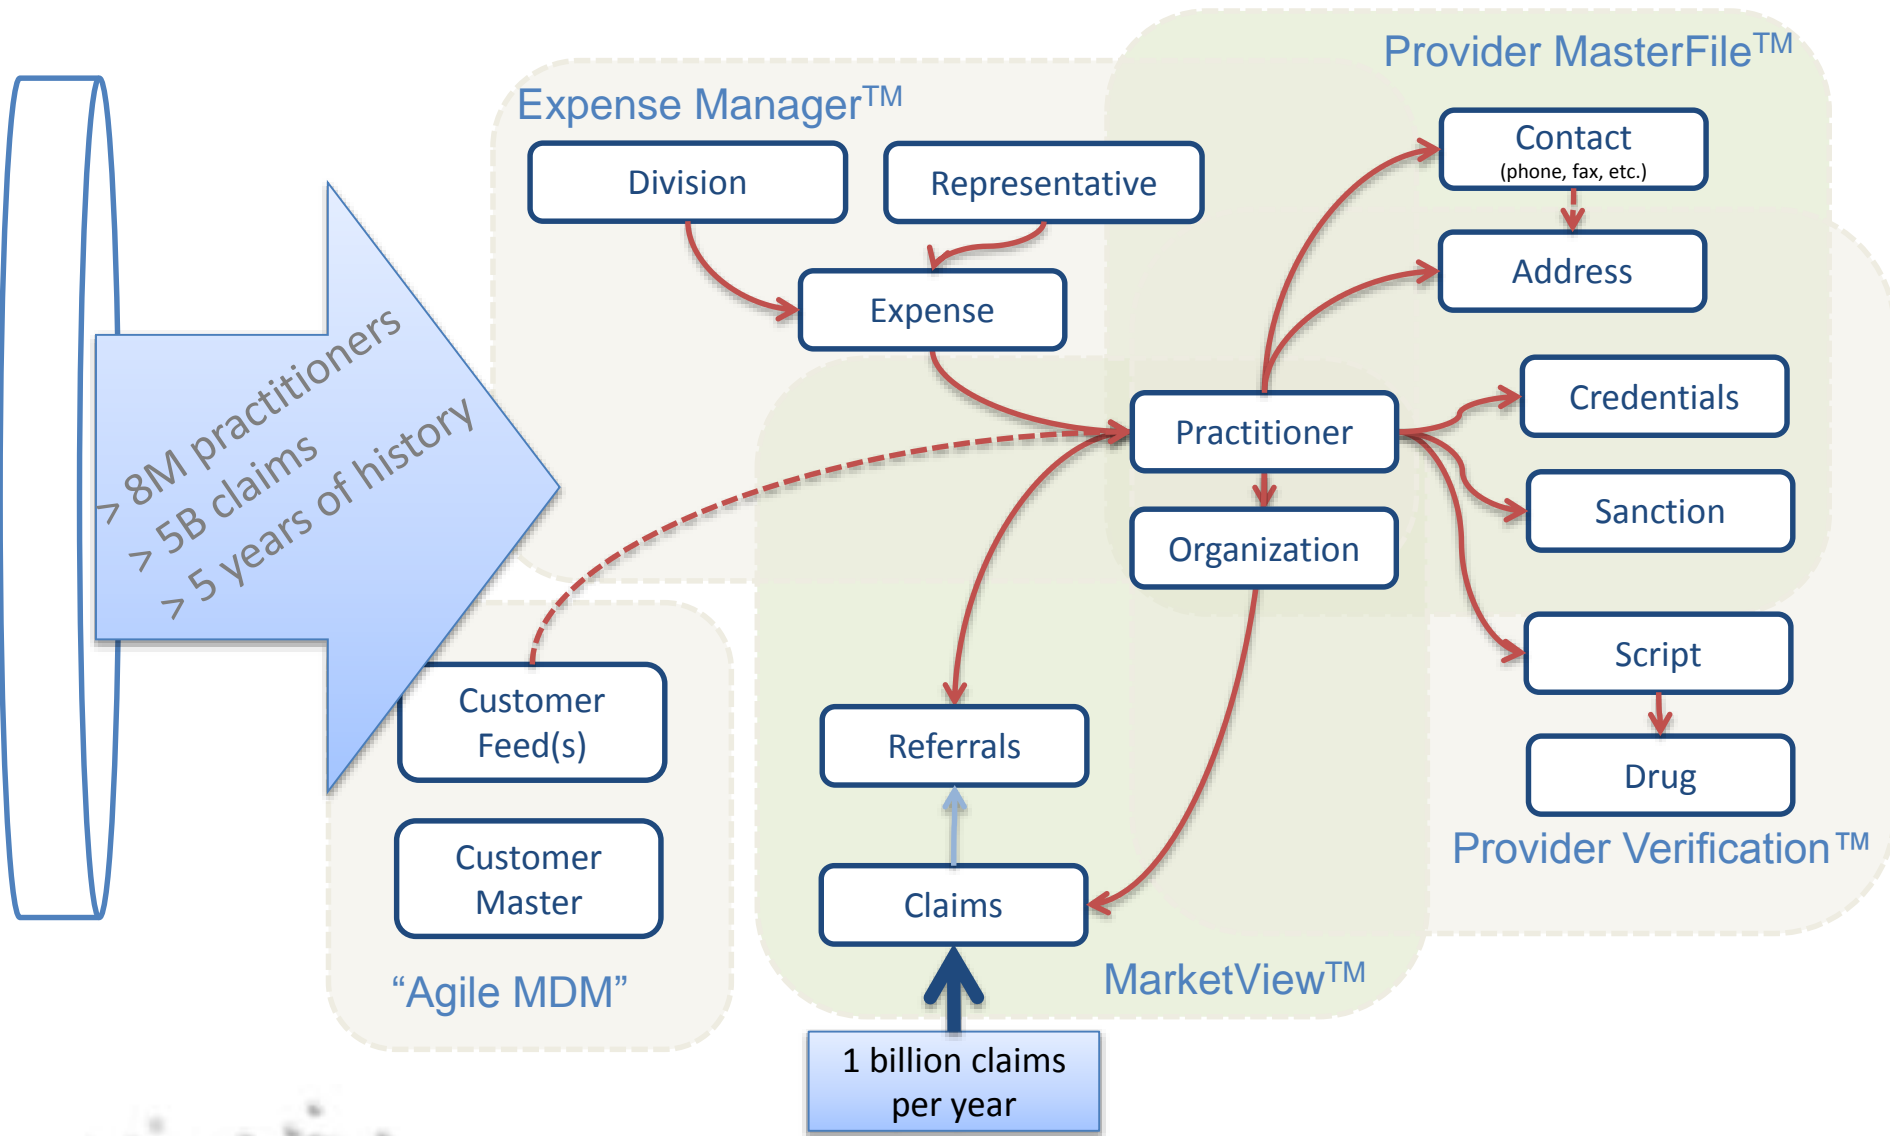 Provider MasterFile™
Expense Manager™
Contact
(phone, fax, etc.)
Division
Representative
Address
Expense
> 8M practitioners
> 5B claims
> 5 years of history
Credentials
Practitioner
Sanction
Organization
Script
Customer
Feed(s)
Referrals
Drug
Provider Verification™
Customer
Master
Claims
MarketView™
“Agile MDM”
1 billion claims
per year